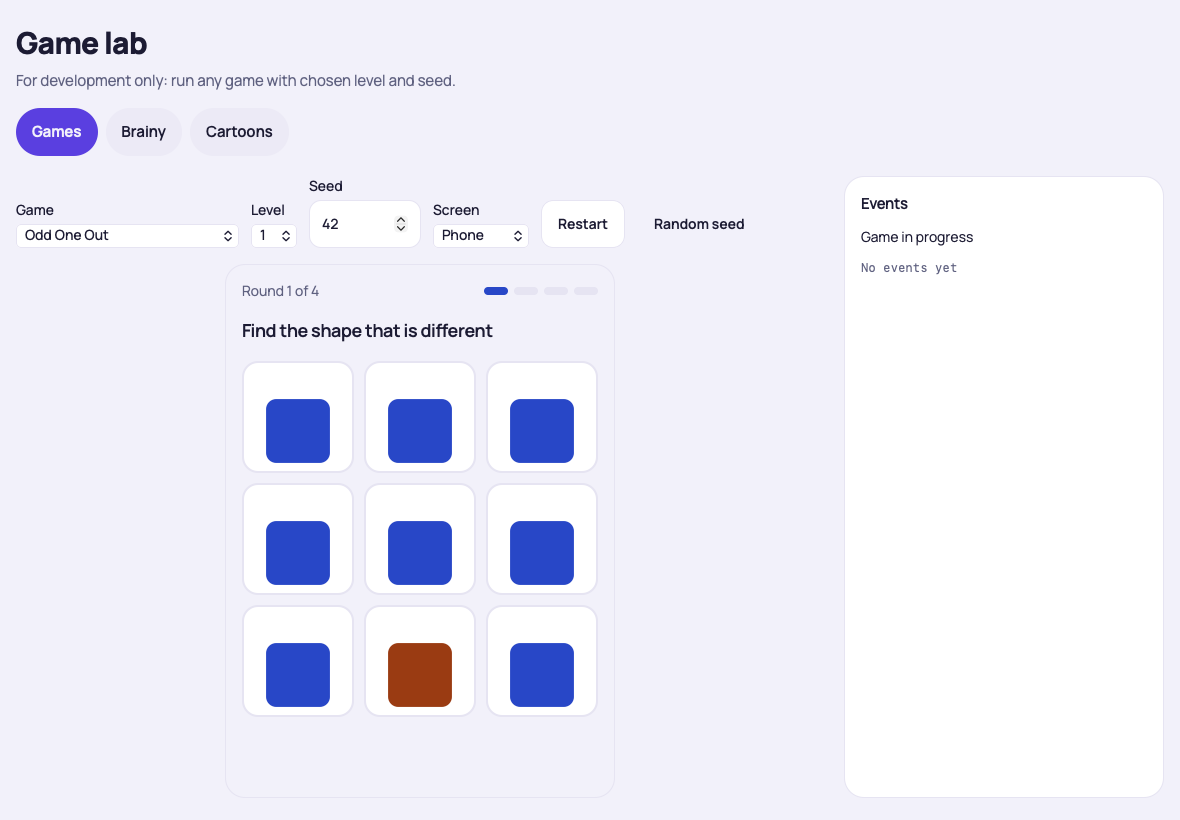 Game lab
For development only: run any game with chosen level and seed.
Games Brainy Cartoons
Game Level Seed Screen
Odd One Out 1 42 Phone Restart Random seed
Round 1 of 4
Find the shape that is different
Events
Game in progress
No events yet